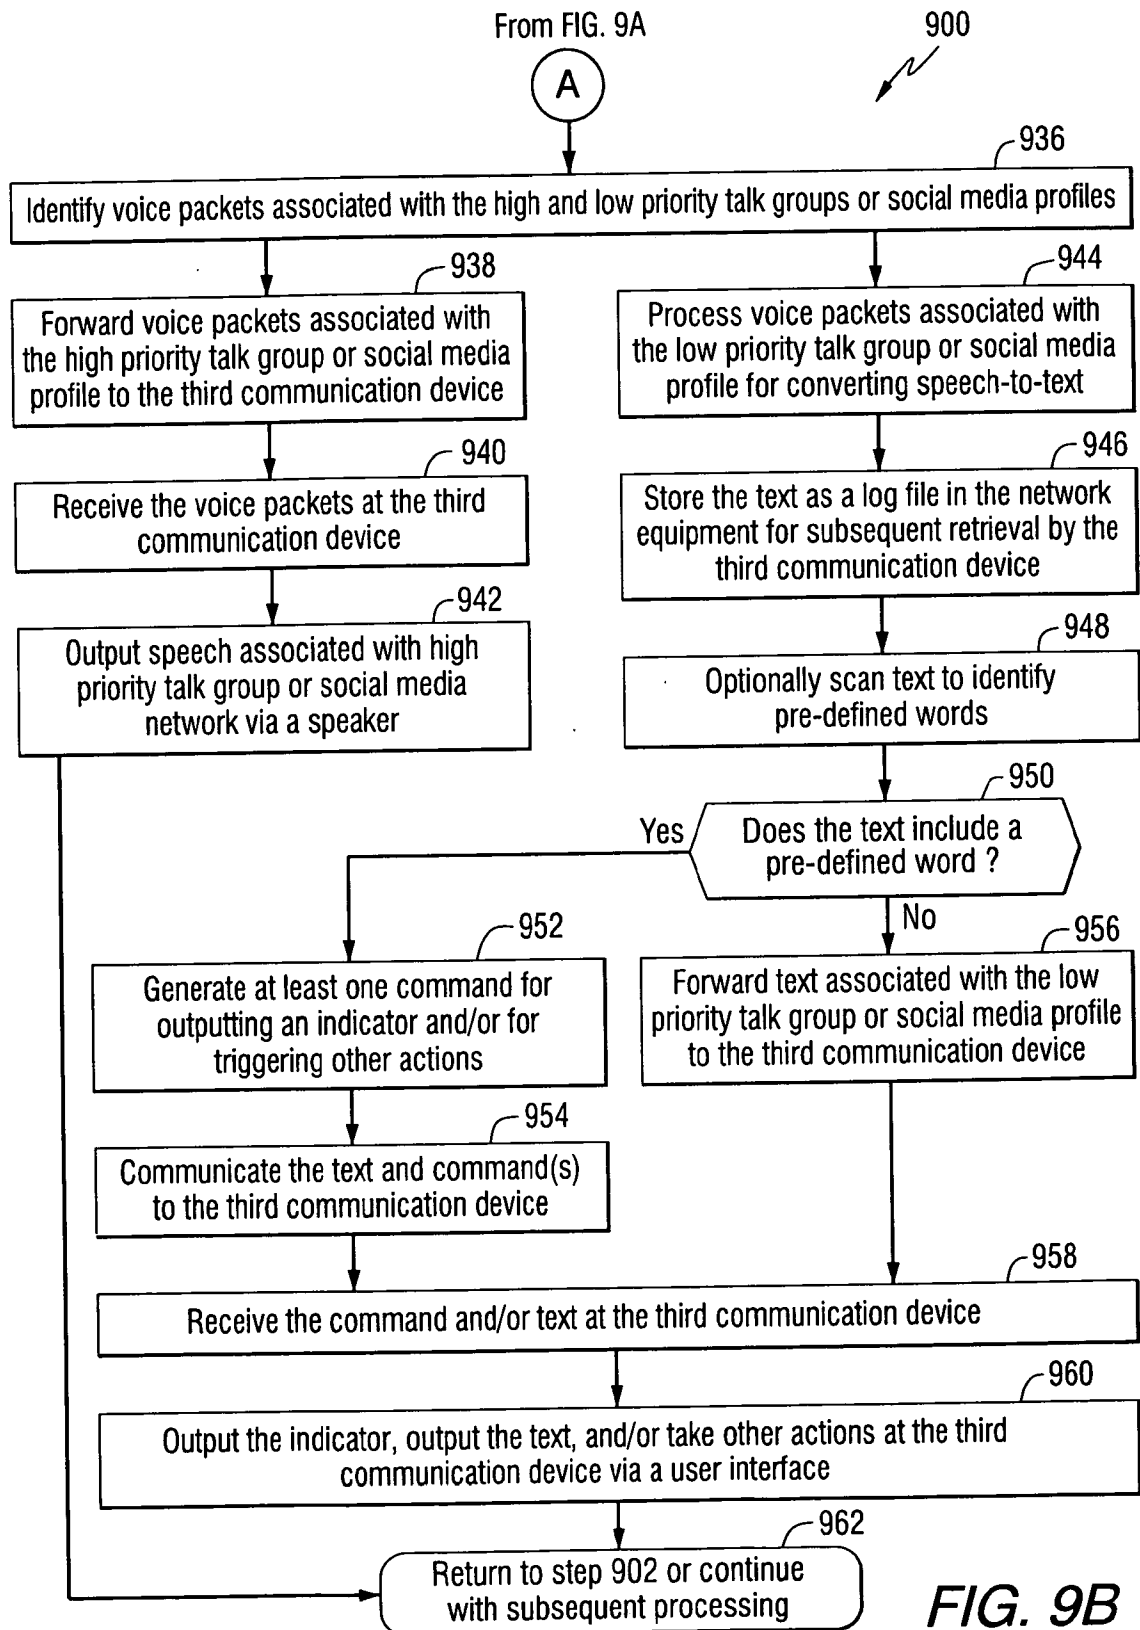 From FIG. 9A
900
A
936
Identify voice packets associated with the high and low priority talk groups or social media profiles
938
Forward voice packets associated with
the high priority talk group or social media
profile to the third communication device
944
Process voice packets associated with
the low priority talk group or social media
profile for converting speech-to-text
940
Receive the voice packets at the third
communication device
946
Store the text as a log file in the network
equipment for subsequent retrieval by the
third communication device
942
Output speech associated with high
priority talk group or social media
network via a speaker
948
Optionally scan text to identify
pre-defined words
950
Does the text include a
pre-defined word ?
Yes
No
952
Generate at least one command for
outputting an indicator and/or for
triggering other actions
956
Forward text associated with the low
priority talk group or social media profile
to the third communication device
954
Communicate the text and command(s)
to the third communication device
958
Receive the command and/or text at the third communication device
960
Output the indicator, output the text, and/or take other actions at the third
communication device via a user interface
962
Return to step 902 or continue
with subsequent processing
FIG. 9B